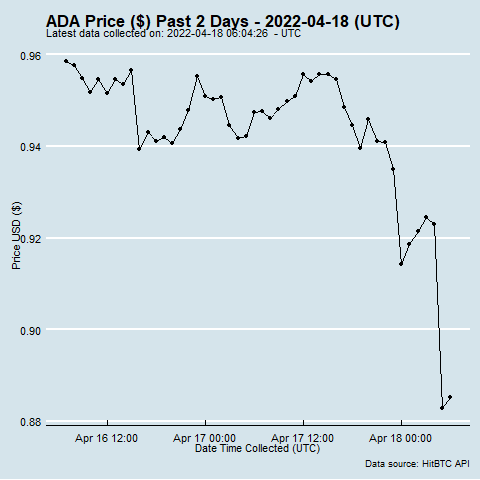 ADA Price ($) Past 2 Days - 2022-04-18 (UTC)
Latest data collected on: 2022-04-18 06:04:26 - UTC
0.96
0.94
0.92
0.90
0.88
Price USD ($)
Apr 16 12:00
Apr 17 00:00
Apr 17 12:00
Apr 18 00:00
Date Time Collected (UTC)
Data source: HitBTC API